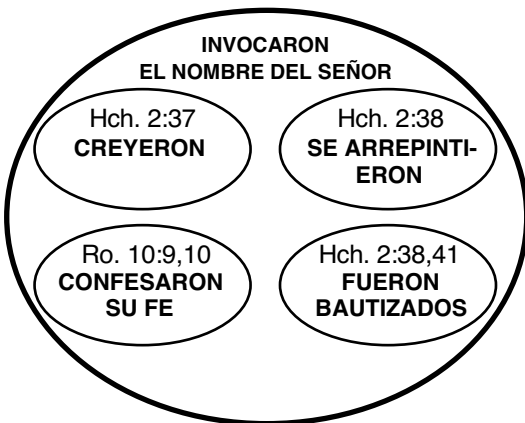 INVOCARON
EL NOMBRE DEL SEÑOR
Hch. 2:37
CREYERON
Hch. 2:38
SE ARREPINTI-
ERON
Ro. 10:9,10
CONFESARON
SU FE
Hch. 2:38,41
FUERON
BAUTIZADOS